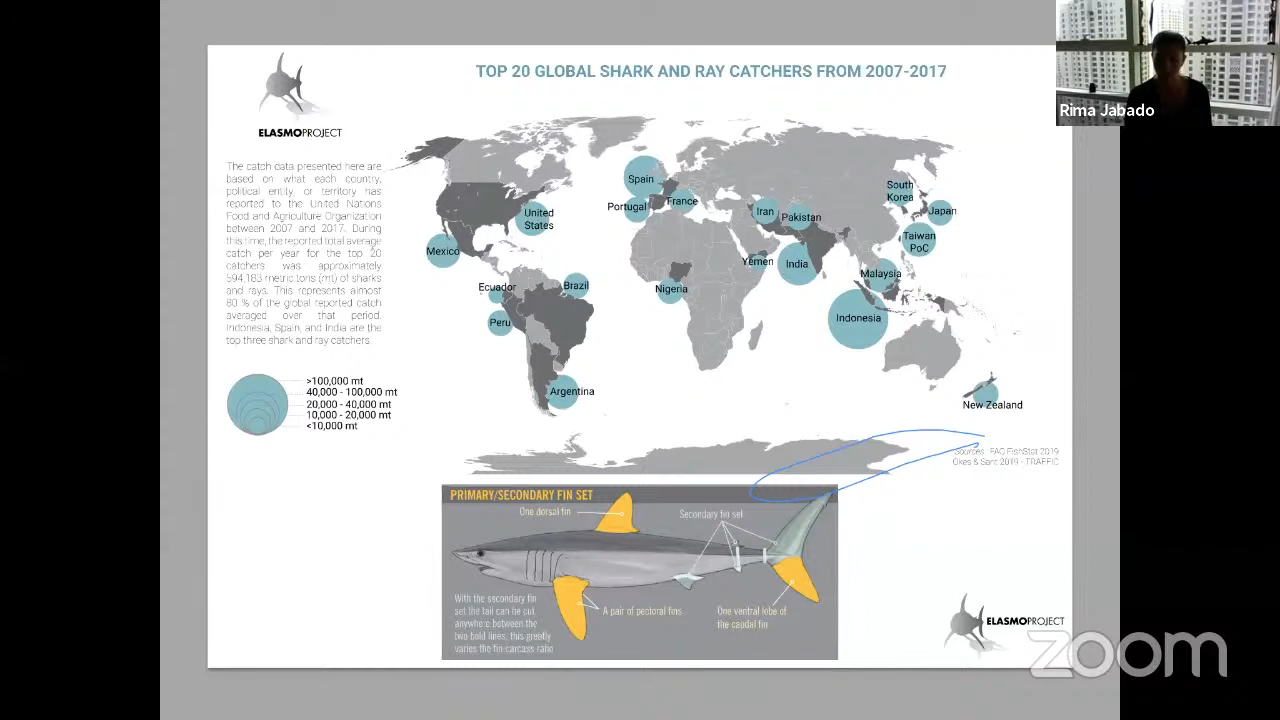 TOP 20 GLOBAL SHARK AND RAY CATCHERS FROM 2007-2017
Rima Jabado
ELASMOPROJECT
The catch data presented here are
based on what each country,
political entity, or territory has
reported to the United Nations
Food and Agriculture Organization
between 2007 and 2017. During
this time, the reported total average
catch per year for the top 20
catchers was approximately
594,183 metric tons (mt) of sharks
and rays. This represents almost
80 % of the global reported catch
averaged over that period.
Indonesia, Spain, and India are the
top three shark and ray catchers.
>100,000 mt
40,000 - 100,000 mt
20,000 - 40,000 mt
10,000 - 20,000 mt
<10,000 mt
Spain
Portugal
France
United
States
Mexico
Iran
Pakistan
South
Korea
Japan
Taiwan
PoC
Yemen
India
Malaysia
Ecuador
Brazil
Nigeria
Peru
Indonesia
Argentina
New Zealand
Sources: FAO FishStat 2019
Okes & Sant 2019 - TRAFFIC
PRIMARY/SECONDARY FIN SET
One dorsal fin
Secondary fin set
With the secondary fin
set the tail can be cut
anywhere between the
two bold lines, this greatly
varies the fin:carcass ratio
A pair of pectoral fins
One ventral lobe of
the caudal fin
ELASMOPROJECT
zoom